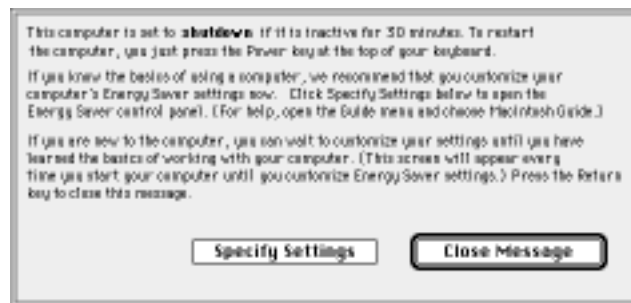 This computer is set to shutdown if it is inactive for 30 minutes. To restart
the computer, you just press the Power key at the top of your keyboard.
If you know the basics of using a computer, we recommend that you customize your
computer's Energy Saver settings now. Click Specify Settings below to open the
Energy Saver control panel. (For help, open the Guide menu and choose Macintosh Guide.)
If you are new to the computer, you can wait to customize your settings until you have
learned the basics of working with your computer. (This screen will appear every
time you start your computer until you customize Energy Saver settings.) Press the Return
key to close this message.
Specify Settings
Close Message